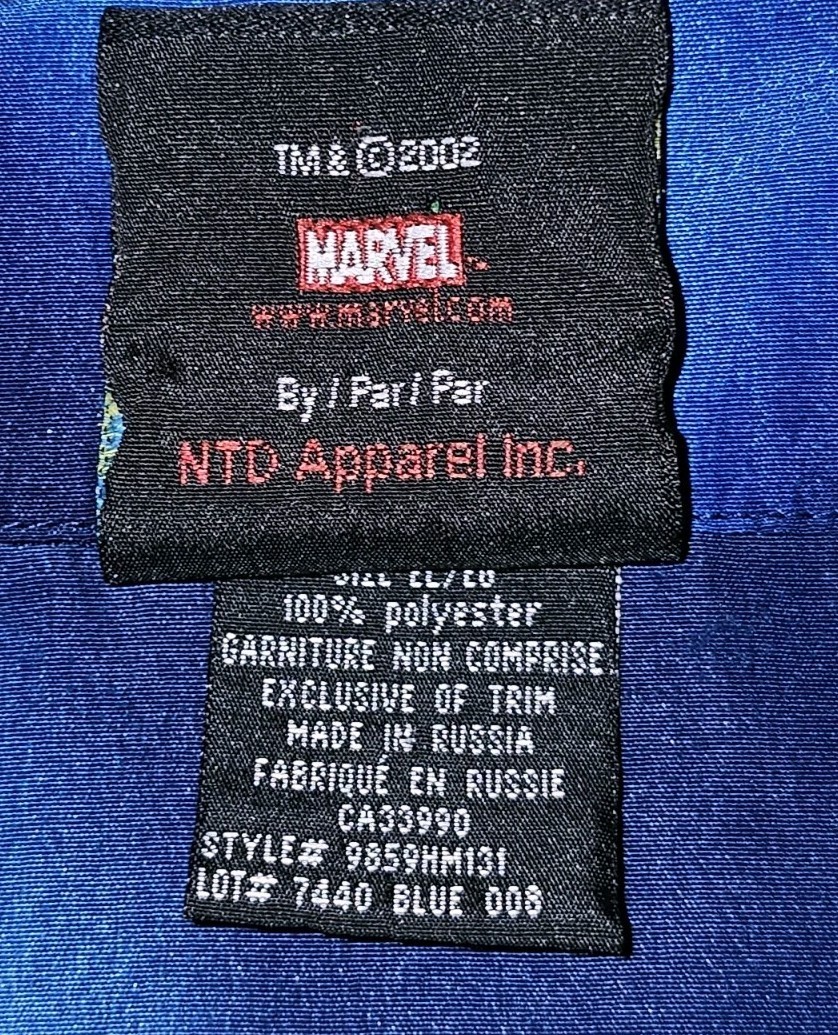 TM & ©2002
MARVEL
www.marvel.com
By / Par / Par
NTD Apparel Inc.
100% polyester
GARNITURE NON COMPRISE
EXCLUSIVE OF TRIM
MADE IN RUSSIA
FABRIQUÉ EN RUSSIE
CA33990
STYLE# 9859HM131
LOT# 7440 BLUE 008